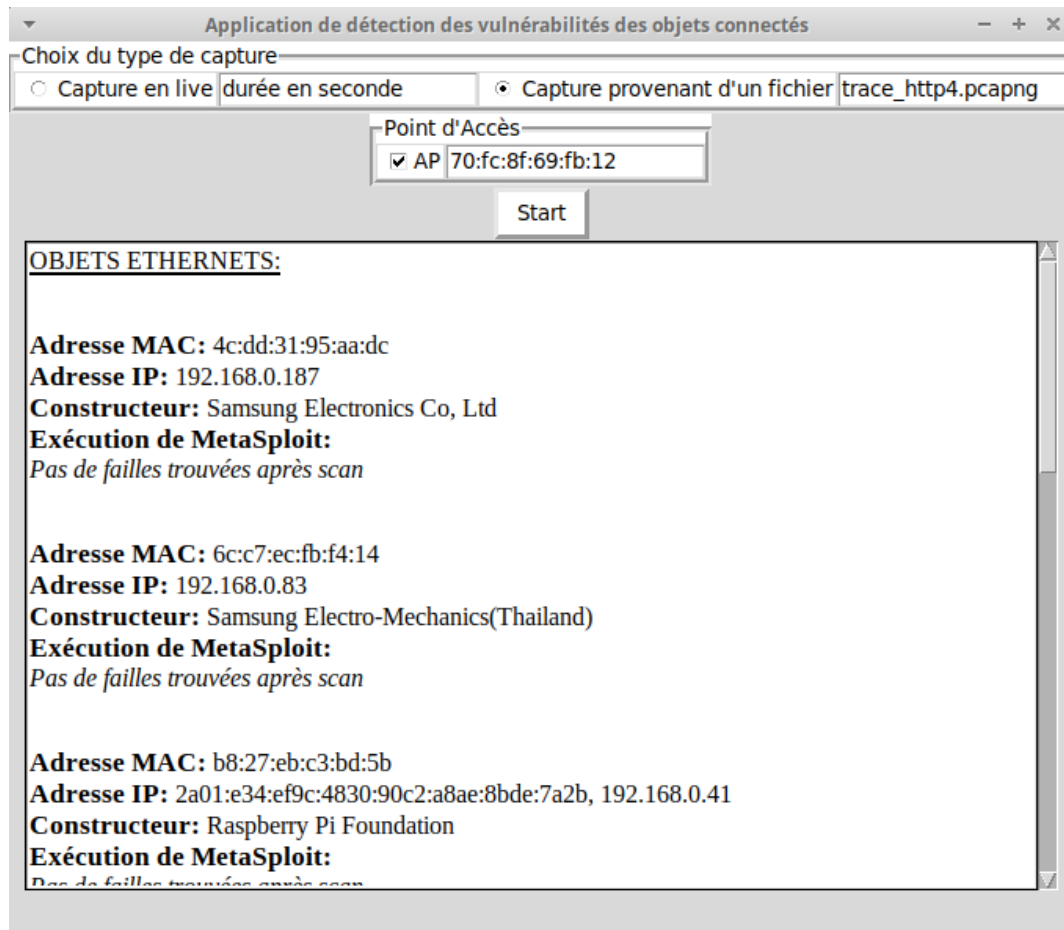 Application de détection des vulnérabilités des objets connectés
Choix du type de capture
Capture en live durée en seconde Capture provenant d'un fichier trace_http4.pcapng
Point d'Accès
AP 70:fc:8f:69:fb:12
Start
OBJETS ETHERNETS:
Adresse MAC: 4c:dd:31:95:aa:dc
Adresse IP: 192.168.0.187
Constructeur: Samsung Electronics Co, Ltd
Exécution de MetaSploit:
Pas de failles trouvées après scan
Adresse MAC: 6c:c7:ec:fb:f4:14
Adresse IP: 192.168.0.83
Constructeur: Samsung Electro-Mechanics(Thailand)
Exécution de MetaSploit:
Pas de failles trouvées après scan
Adresse MAC: b8:27:eb:c3:bd:5b
Adresse IP: 2a01:e34:ef9c:4830:90c2:a8ae:8bde:7a2b, 192.168.0.41
Constructeur: Raspberry Pi Foundation
Exécution de MetaSploit:
Pas de failles trouvées après scan